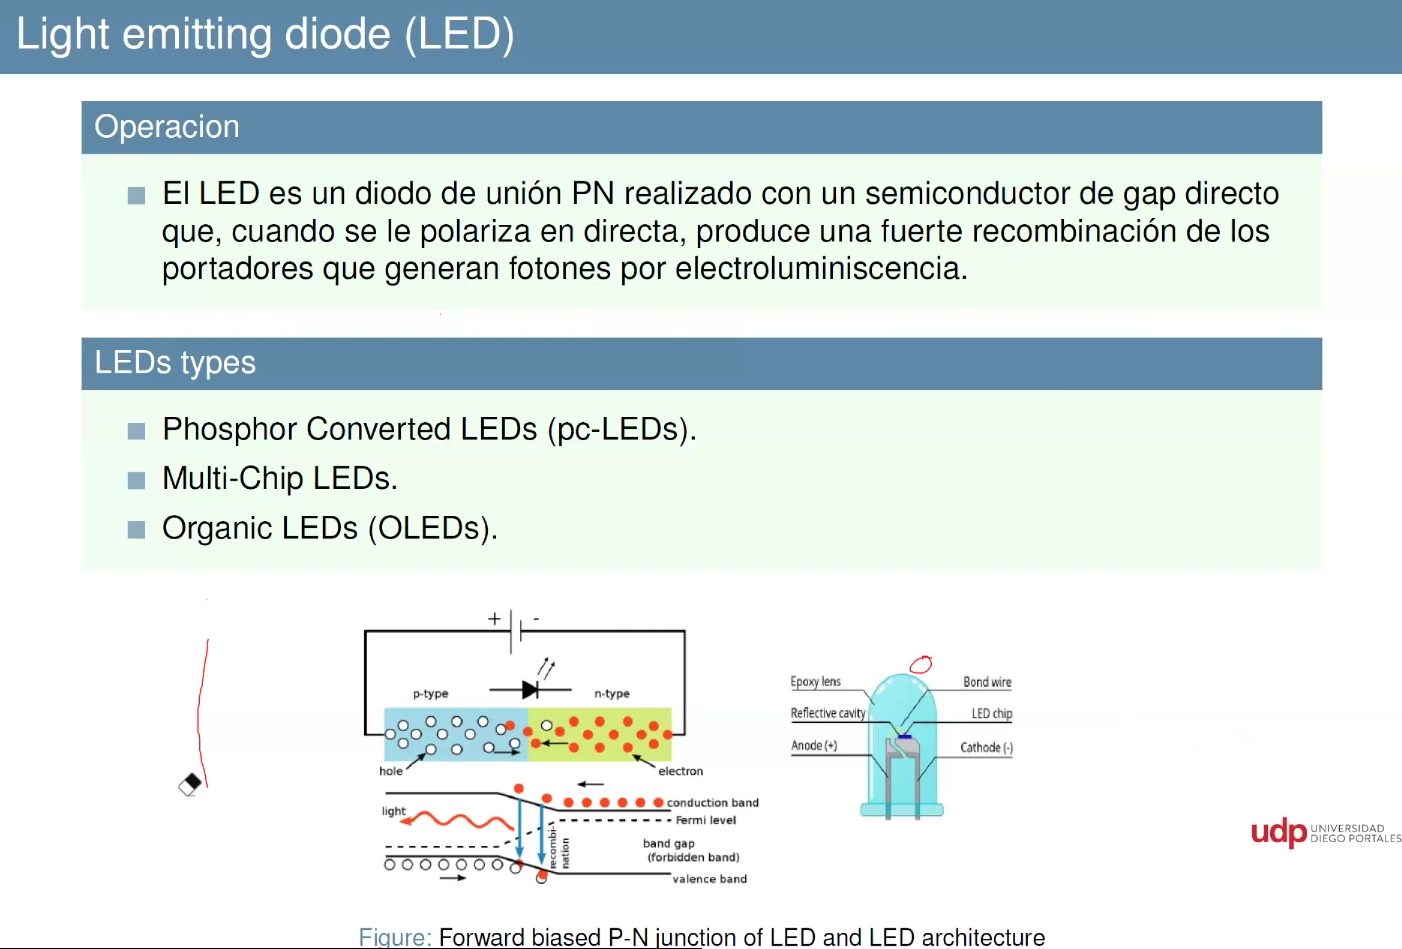 Light emitting diode (LED)
Operacion
El LED es un diodo de unión PN realizado con un semiconductor de gap directo
que, cuando se le polariza en directa, produce una fuerte recombinación de los
portadores que generan fotones por electroluminiscencia.
LEDs types
Phosphor Converted LEDs (pc-LEDs).
Multi-Chip LEDs.
Organic LEDs (OLEDs).
+ -
p-type n-type
hole electron
light
conduction band
Fermi level
recombi-
nation
band gap
(forbidden band)
valence band
Epoxy lens Bond wire
Reflective cavity LED chip
Anode (+) Cathode (-)
udp UNIVERSIDAD
DIEGO PORTALES
Figure: Forward biased P-N junction of LED and LED architecture